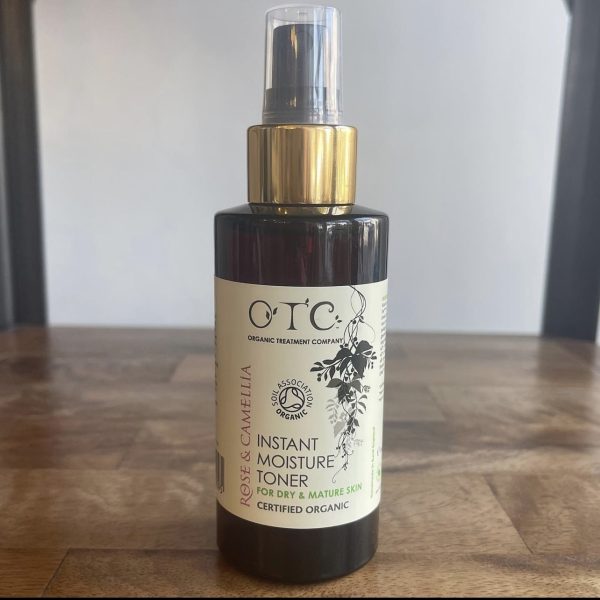 OTC
ORGANIC TREATMENT COMPANY
ROSE & CAMELLIA
SOIL ASSOCIATION
ORGANIC
INSTANT
MOISTURE
TONER
FOR DRY & MATURE SKIN
CERTIFIED ORGANIC